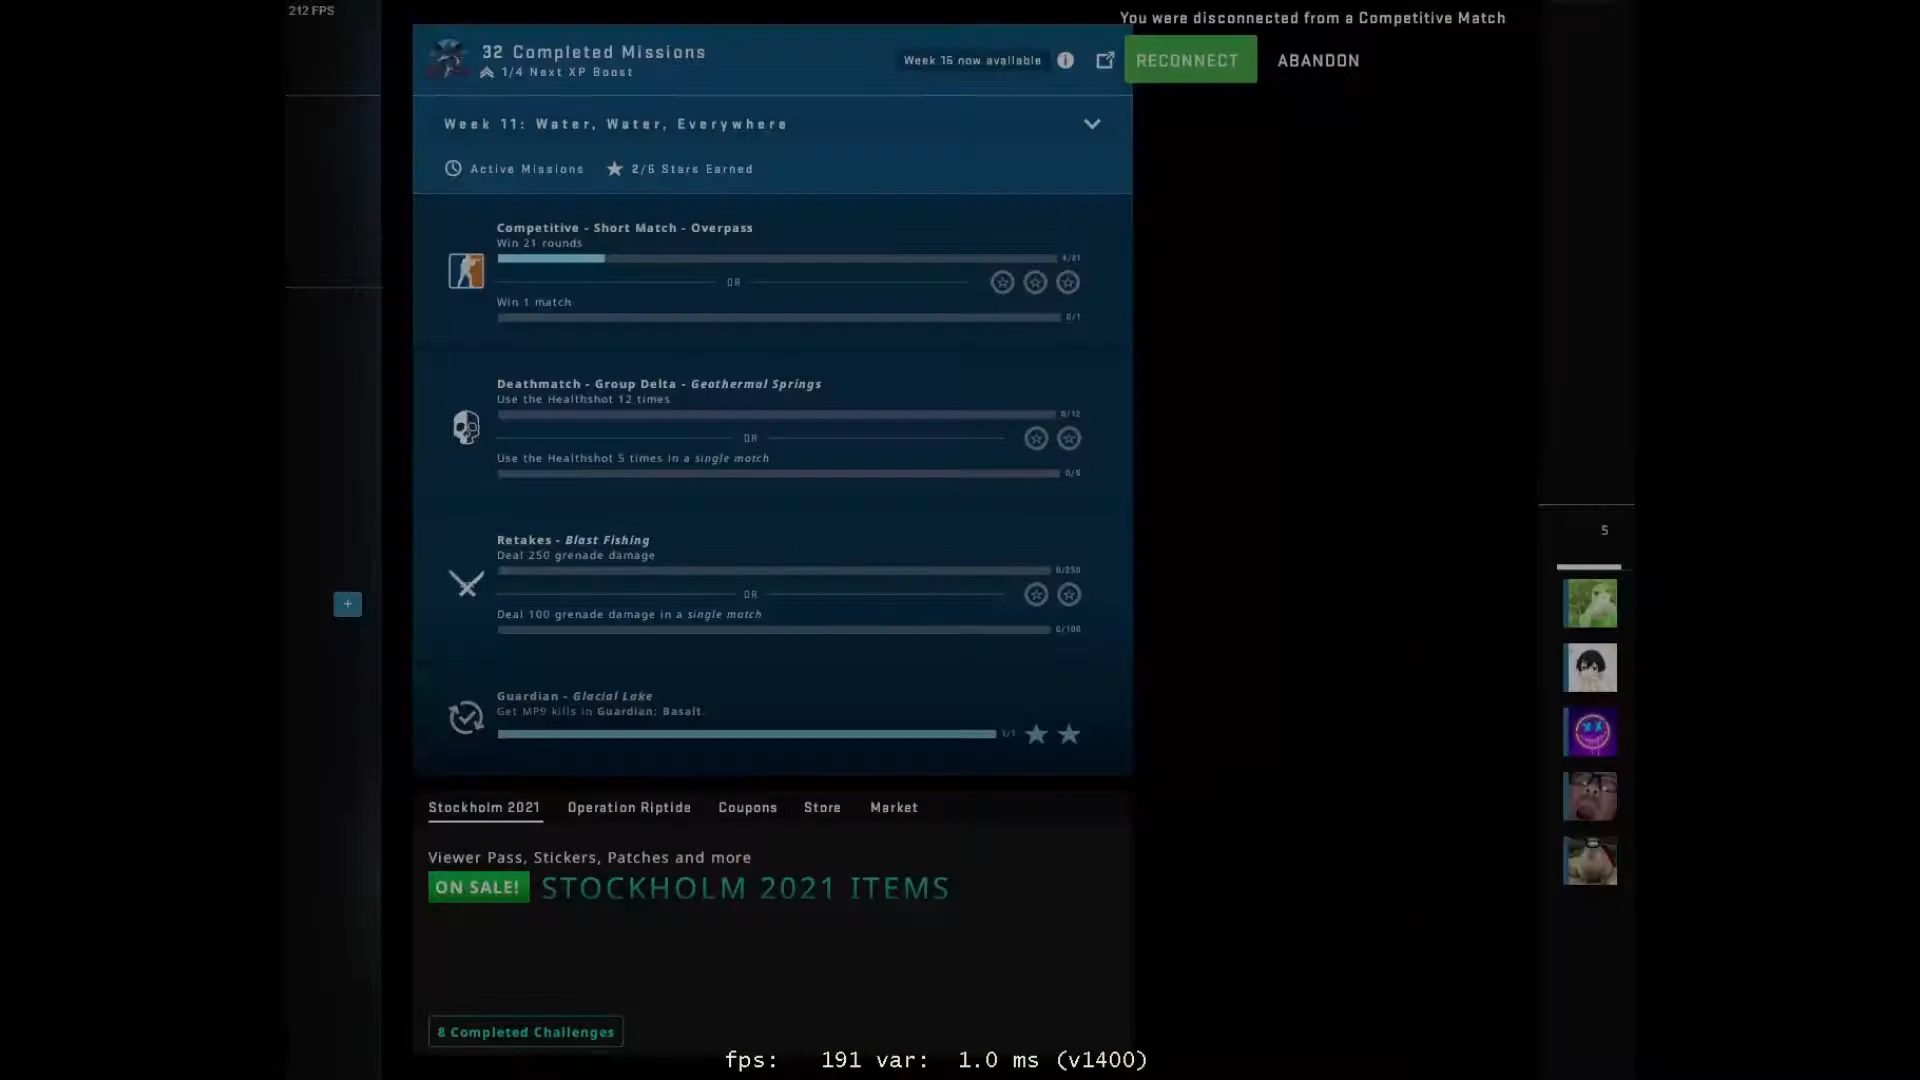 212 FPS
You were disconnected from a Competitive Match
32 Completed Missions
1/4 Next XP Boost
Week 16 now available
RECONNECT
ABANDON
Week 11: Water, Water, Everywhere
Active Missions
2/6 Stars Earned
Competitive - Short Match - Overpass
Win 21 rounds
4/21
OR
Win 1 match
0/1
Deathmatch - Group Delta - Geothermal Springs
Use the Healthshot 12 times
0/12
OR
Use the Healthshot 5 times in a single match
0/5
Retakes - Blast Fishing
Deal 250 grenade damage
0/250
OR
Deal 100 grenade damage in a single match
0/100
Guardian - Glacial Lake
Get MP9 kills in Guardian: Basalt.
1/1
5
Stockholm 2021 Operation Riptide Coupons Store Market
Viewer Pass, Stickers, Patches and more
ON SALE! STOCKHOLM 2021 ITEMS
8 Completed Challenges
fps: 191 var: 1.0 ms (v1400)